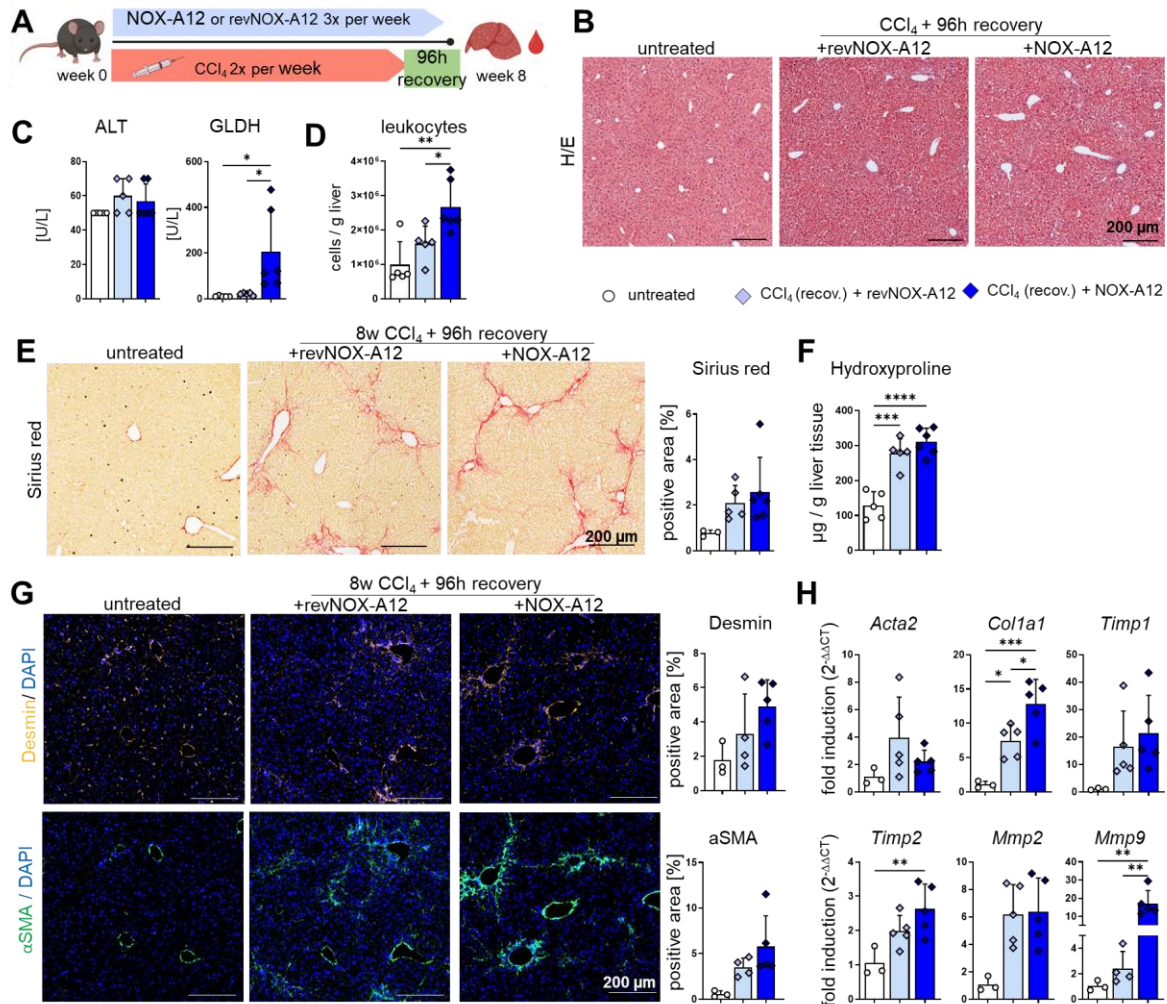 A
NOX-A12 or revNOX-A12 3x per week
week 0
CCl₄ 2x per week
96h
recovery
week 8
B
CCl₄ + 96h recovery
untreated
+revNOX-A12
+NOX-A12
H/E
200 µm
C
ALT
[U/L]
80
60
40
20
0
GLDH
[U/L]
600
400
200
0
*
*
D
leukocytes
cells / g liver
4×10⁶
3×10⁶
2×10⁶
1×10⁶
0
**
*
untreated
CCl₄ (recov.) + revNOX-A12
CCl₄ (recov.) + NOX-A12
E
8w CCl₄ + 96h recovery
untreated
+revNOX-A12
+NOX-A12
Sirius red
200 µm
Sirius red
positive area [%]
6
4
2
0
F
Hydroxyproline
µg / g liver tissue
400
300
200
100
0
****
***
G
8w CCl₄ + 96h recovery
untreated
+revNOX-A12
+NOX-A12
Desmin/ DAPI
αSMA / DAPI
200 µm
Desmin
positive area [%]
10
8
6
4
2
0
aSMA
positive area [%]
15
10
5
0
H
Acta2
fold induction (2^-ΔΔCT)
10
8
6
4
2
0
Col1a1
20
15
10
5
0
***
*
*
Timp1
50
40
30
20
10
0
Timp2
fold induction (2^-ΔΔCT)
4
3
2
1
0
**
Mmp2
10
8
6
4
2
0
Mmp9
**
**
45
30
15
5
4
3
2
1
0